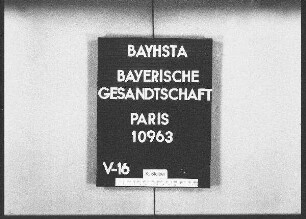 BAYHSTA
BAYERISCHE
GESANDTSCHAFT
PARIS
10963
V-16